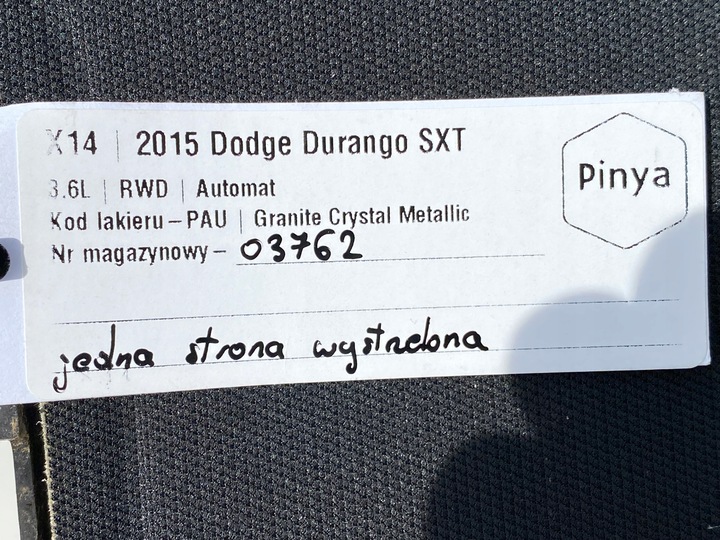 X14 | 2015 Dodge Durango SXT
Pinya
3.6L | RWD | Automat
Kod lakieru – PAU | Granite Crystal Metallic
Nr magazynowy – 03762
jedna strona wystrzelona